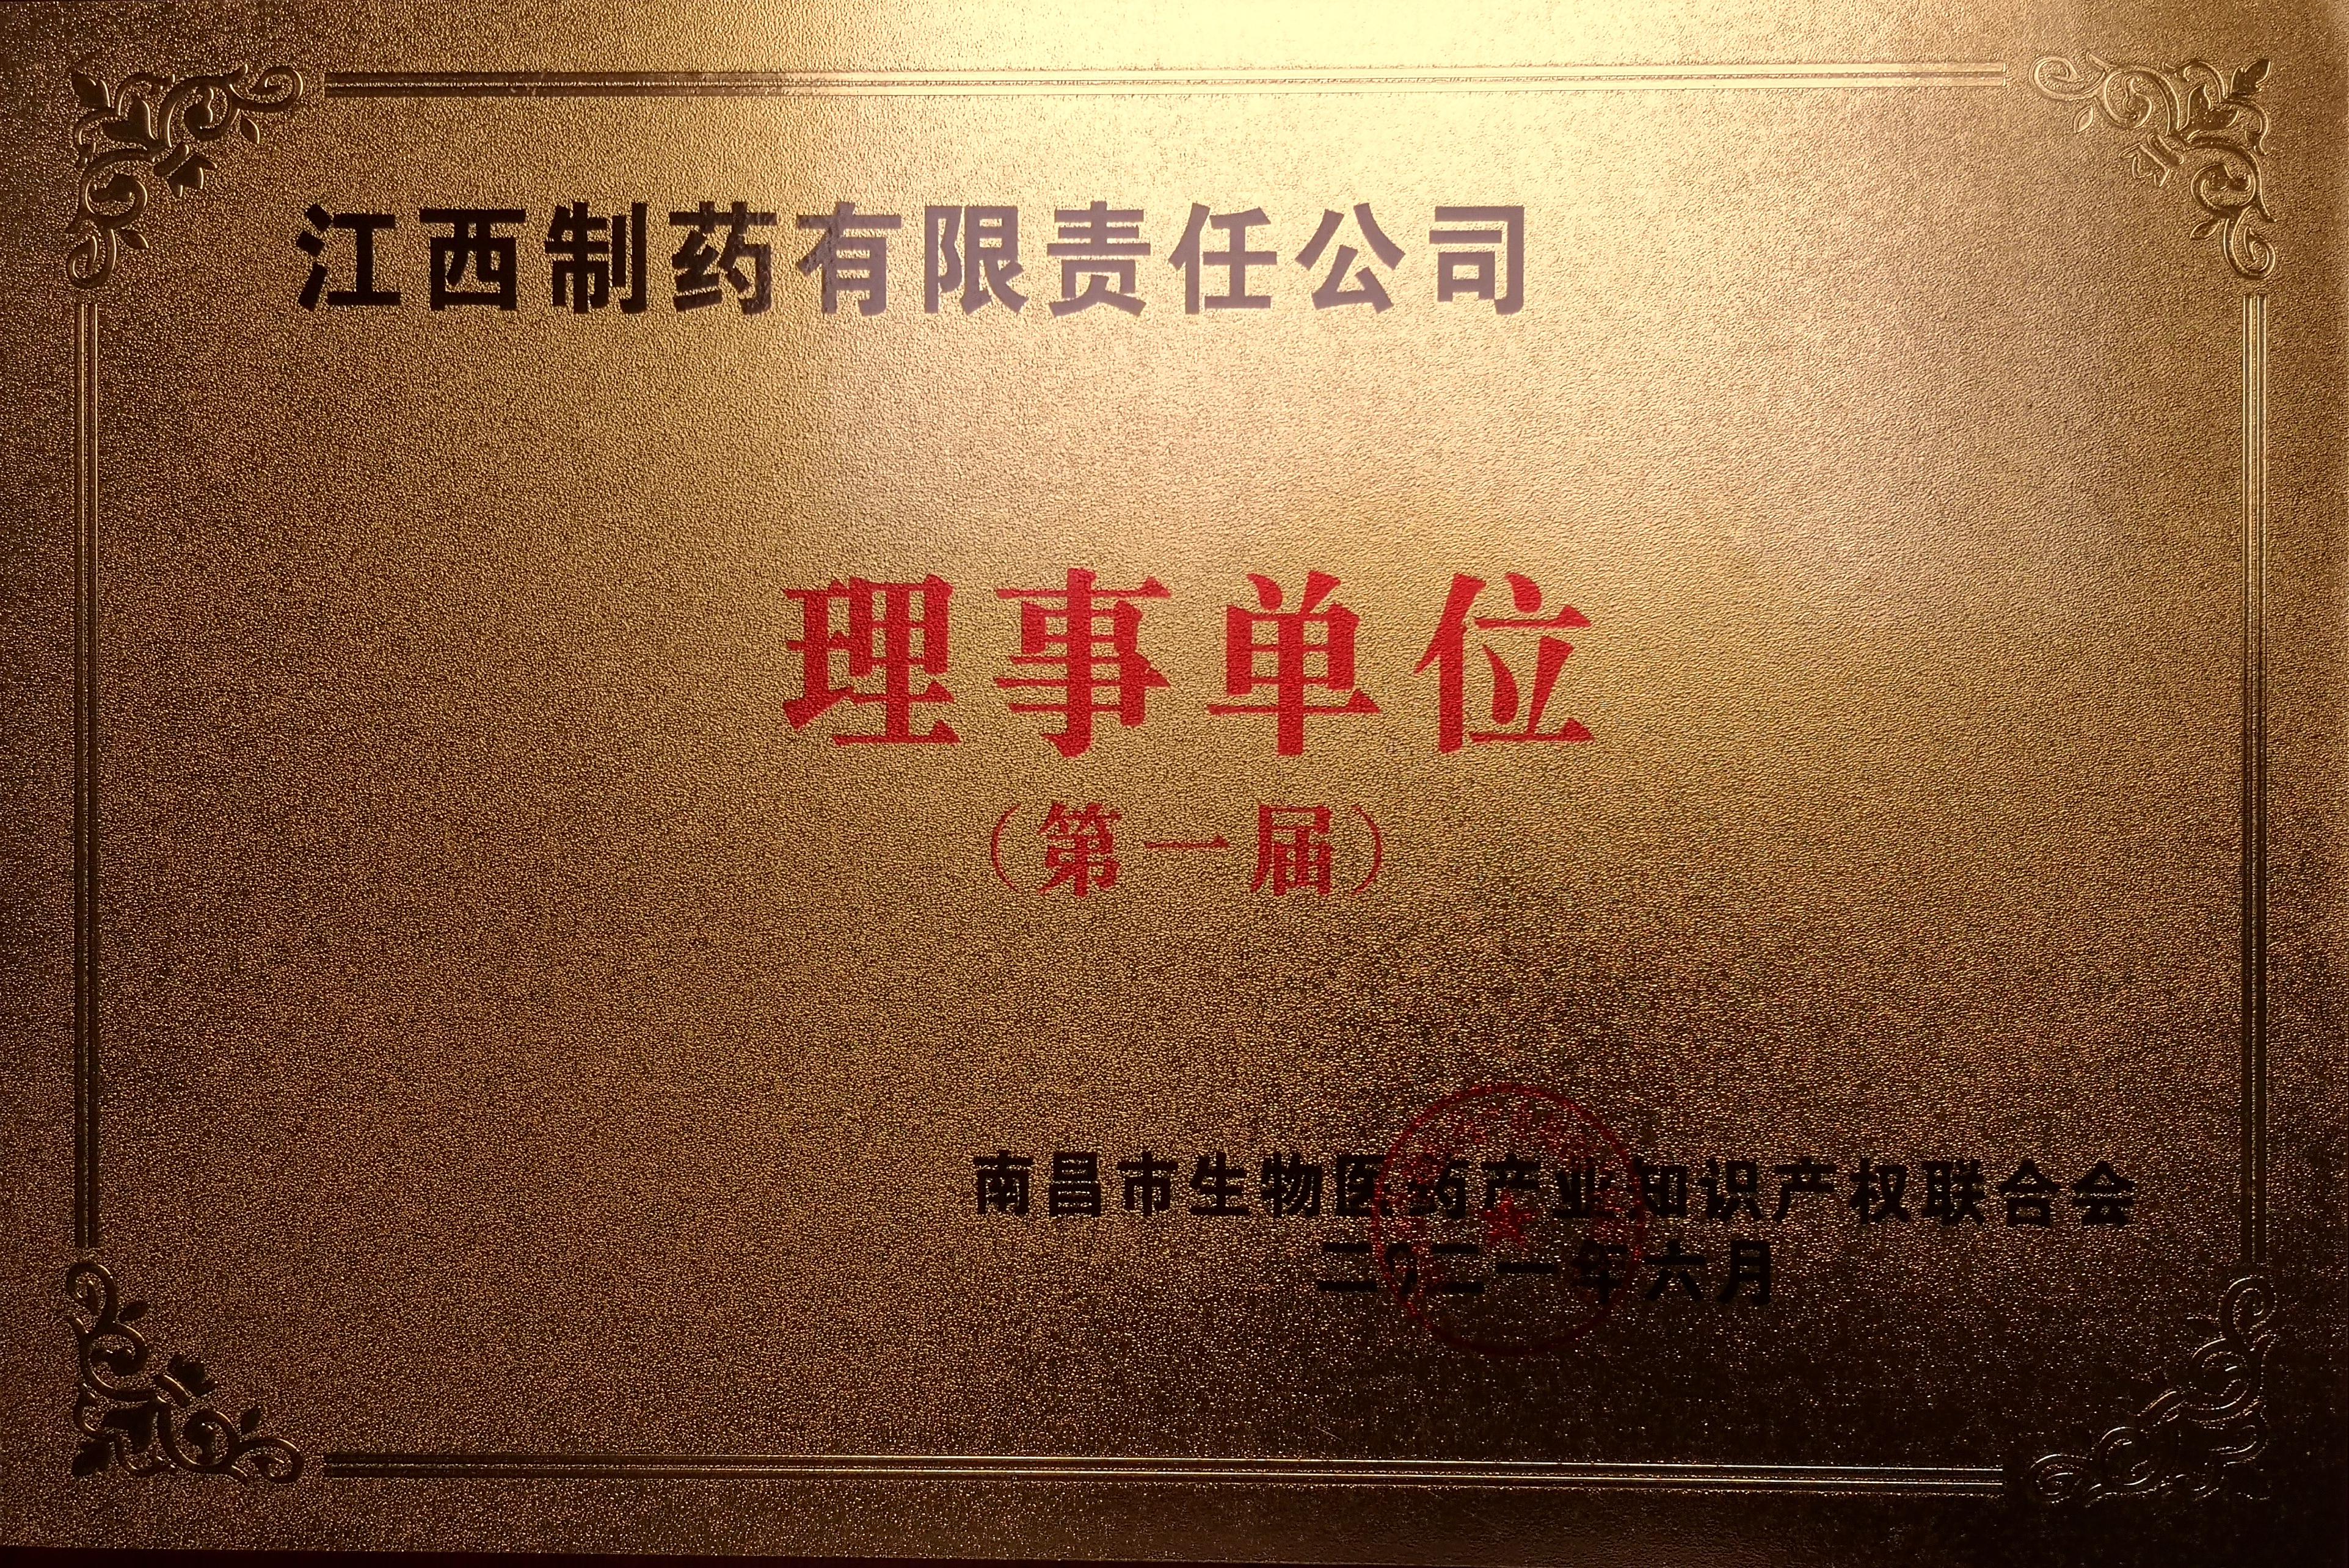 江西制药有限责任公司
理事单位
（第一届）
南昌市生物医药产业知识产权联合会
二〇二一年六月